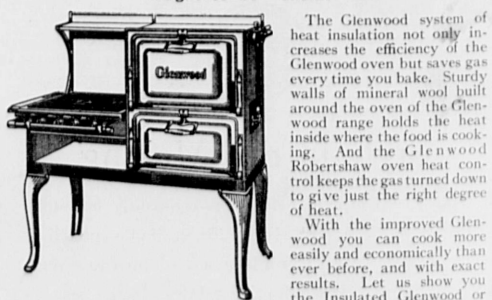 Glenwood
The Glenwood system of
heat insulation not only in-
creases the efficiency of the
Glenwood oven but saves gas
every time you bake. Sturdy
walls of mineral wool built
around the oven of the Glen-
wood range holds the heat
inside where the food is cook-
ing. And the Glenwood
Robertshaw oven heat con-
trol keeps the gas turned down
to give just the right degree
of heat.
With the improved Glen-
wood you can cook more
easily and economically than
ever before, and with exact
results. Let us show you
the Insulated Glenwood or